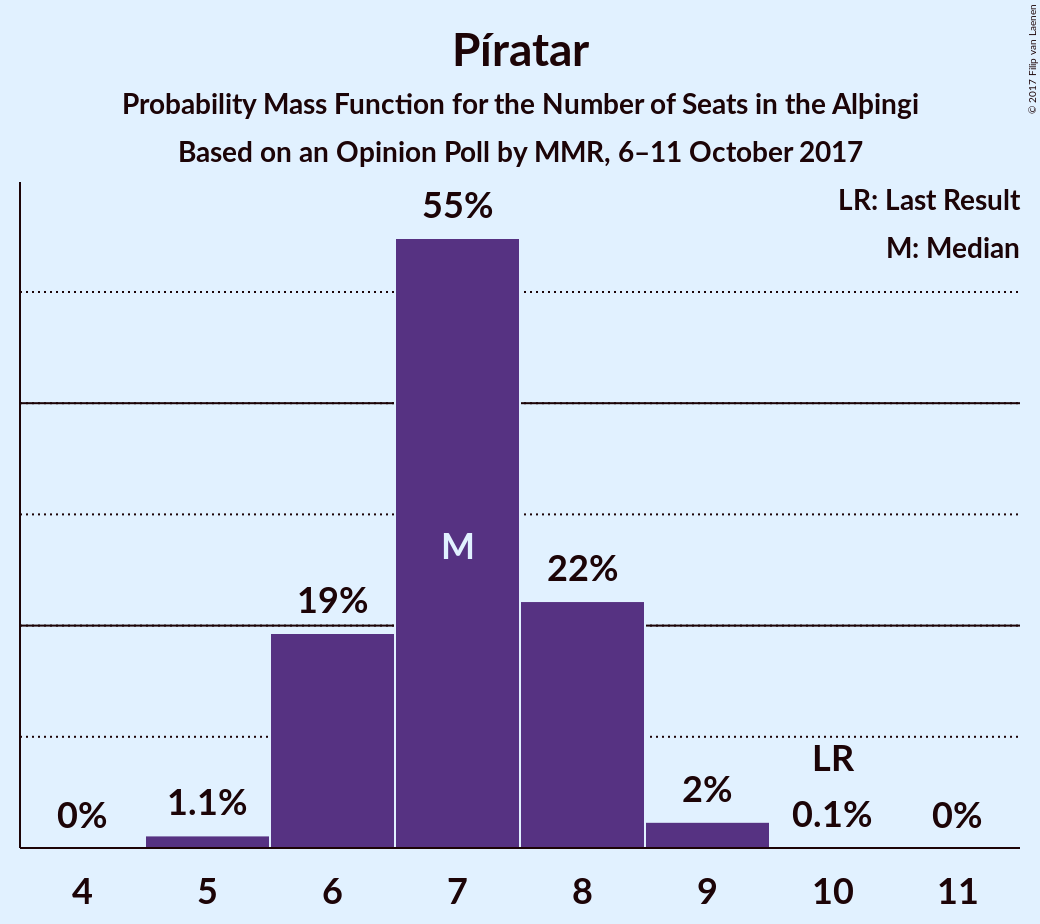 Píratar
Probability Mass Function for the Number of Seats in the Alþingi
Based on an Opinion Poll by MMR, 6–11 October 2017
© 2017 Filip van Laenen
LR: Last Result
M: Median
55%
M
22%
19%
LR
2%
1.1%
0%
0.1%
0%
4 5 6 7 8 9 10 11